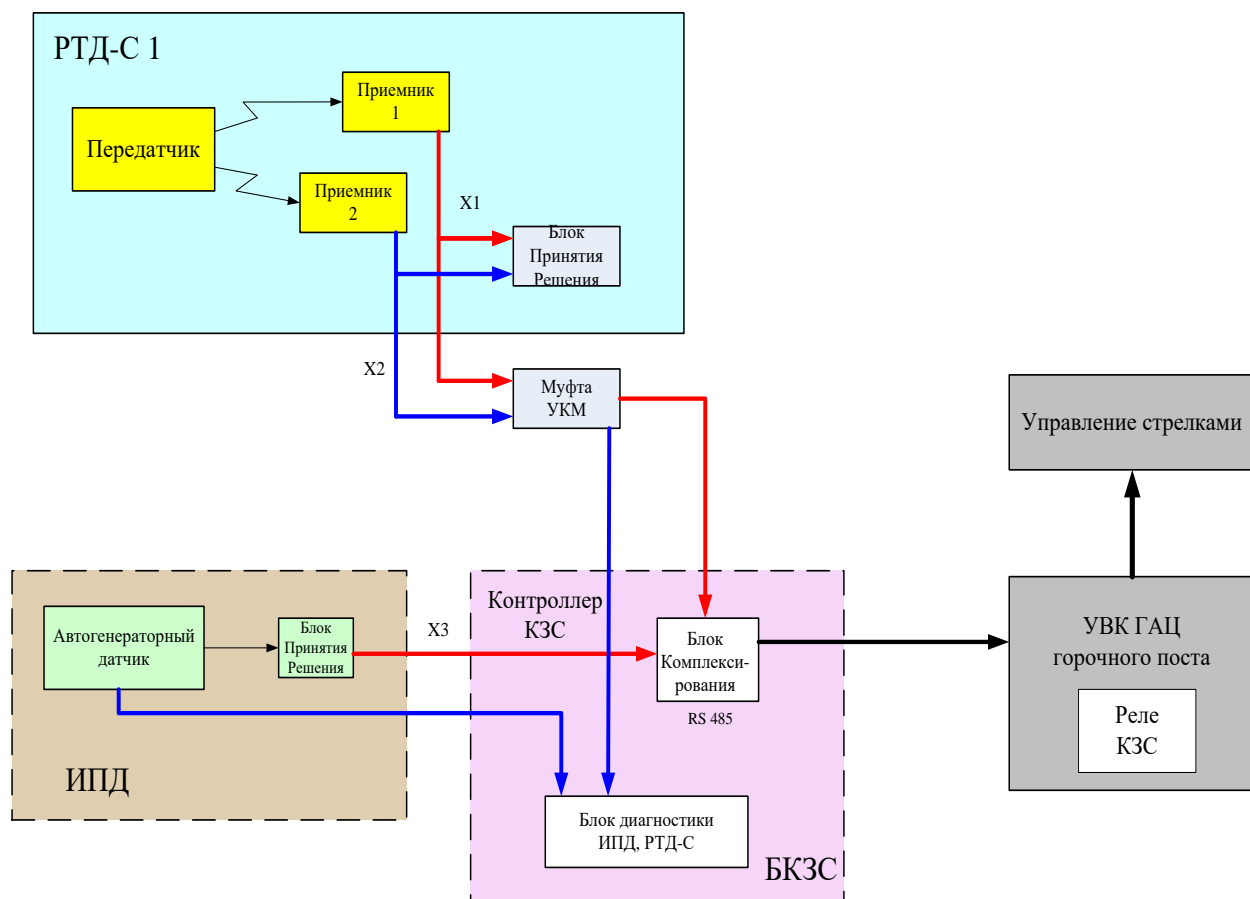 РТД-С 1
Приемник
1
Передатчик
Приемник
2
X1
Блок
Принятия
Решения
X2
Муфта
УКМ
Управление стрелками
Контроллер
КЗС
Автогенераторный
датчик
Блок
Принятия
Решения
X3
Блок
Комплекси-
рования
RS 485
УВК ГАЦ
горочного поста
Реле
КЗС
ИПД
Блок диагностики
ИПД, РТД-С
БКЗС